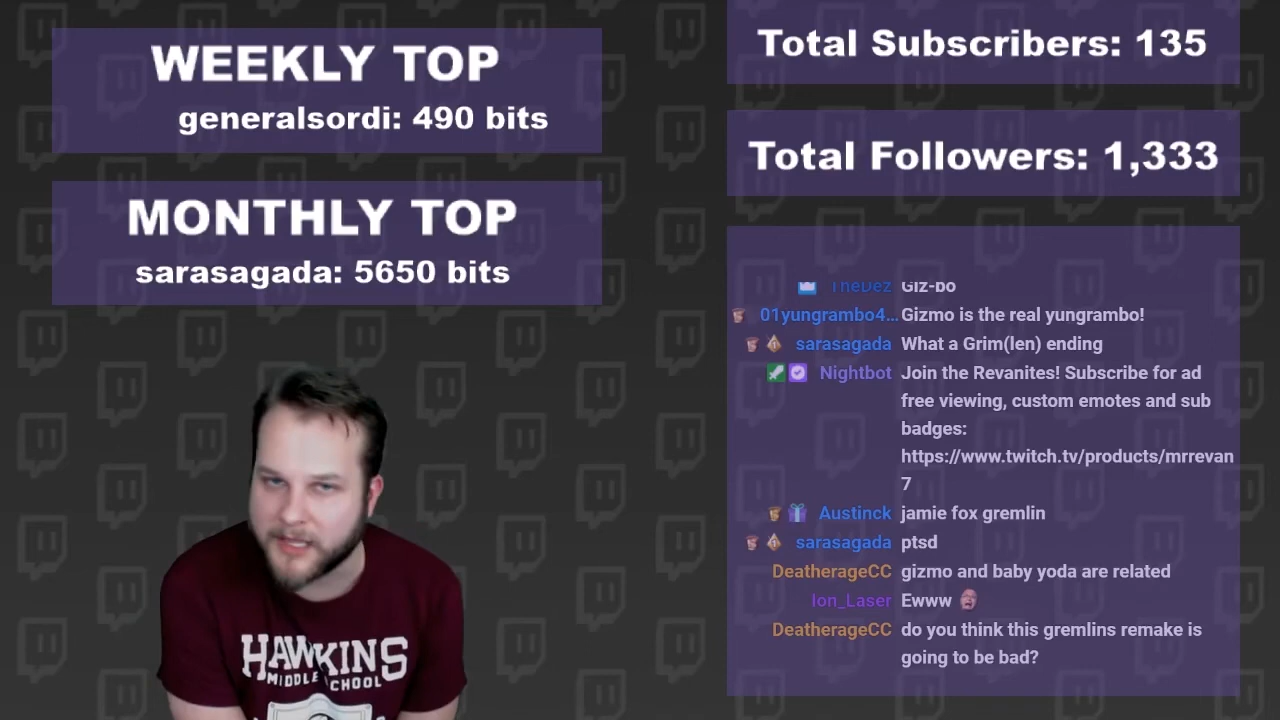 WEEKLY TOP
generalsordi: 490 bits
MONTHLY TOP
sarasagada: 5650 bits
HAWKINS
MIDDLE SCHOOL
Total Subscribers: 135
Total Followers: 1,333
TheDez Giz-bo
01yungrambo4... Gizmo is the real yungrambo!
sarasagada What a Grim(len) ending
Nightbot Join the Revanites! Subscribe for ad
free viewing, custom emotes and sub
badges:
https://www.twitch.tv/products/mrrevan
7
Austinck jamie fox gremlin
sarasagada ptsd
DeatherageCC gizmo and baby yoda are related
Ion_Laser Ewww
DeatherageCC do you think this gremlins remake is
going to be bad?